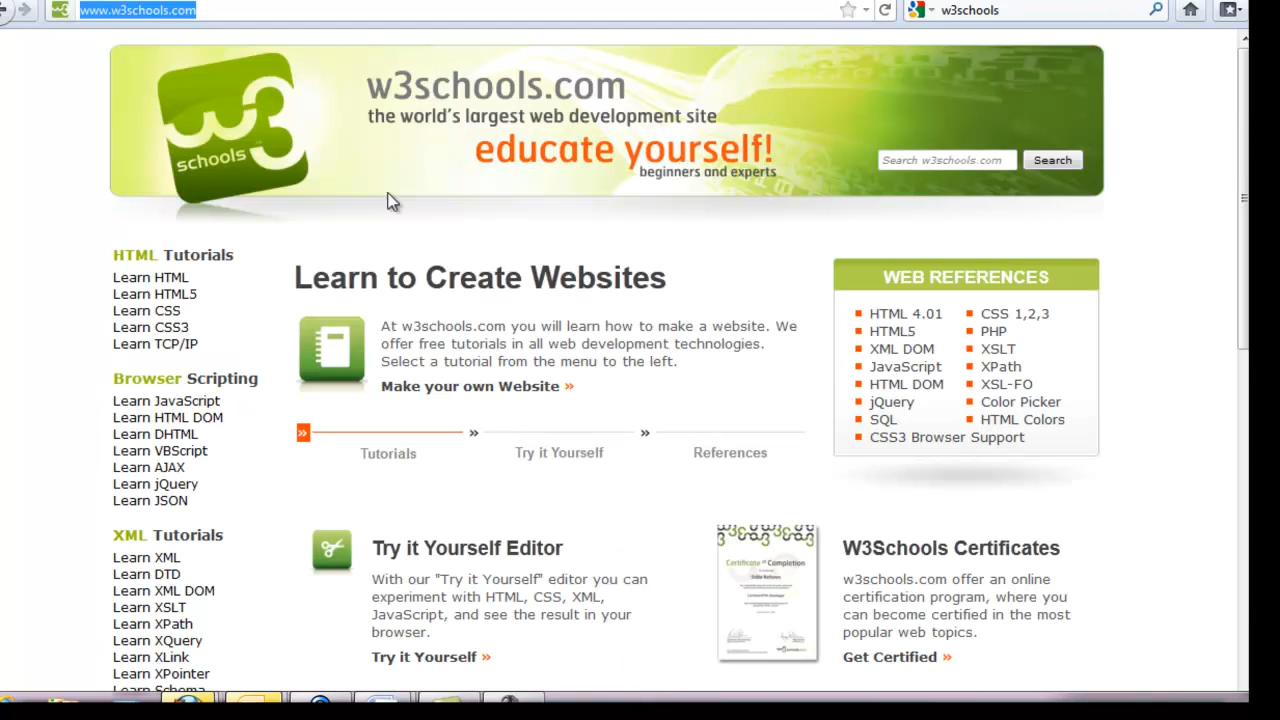 www.w3schools.com
w3schools
w3schools.com
the world's largest web development site
educate yourself!
beginners and experts
w3
schools
Search w3schools.com
Search
HTML Tutorials
Learn HTML
Learn HTML5
Learn CSS
Learn CSS3
Learn TCP/IP
Browser Scripting
Learn JavaScript
Learn HTML DOM
Learn DHTML
Learn VBScript
Learn AJAX
Learn jQuery
Learn JSON
XML Tutorials
Learn XML
Learn DTD
Learn XML DOM
Learn XSLT
Learn XPath
Learn XQuery
Learn XLink
Learn XPointer
Learn Schema
Learn to Create Websites
At w3schools.com you will learn how to make a website. We
offer free tutorials in all web development technologies.
Select a tutorial from the menu to the left.
Make your own Website »
» » »
Tutorials
Try it Yourself
References
WEB REFERENCES
HTML 4.01
HTML5
XML DOM
JavaScript
HTML DOM
jQuery
SQL
CSS3 Browser Support
CSS 1,2,3
PHP
XSLT
XPath
XSL-FO
Color Picker
HTML Colors
Try it Yourself Editor
With our "Try it Yourself" editor you can
experiment with HTML, CSS, XML,
JavaScript, and see the result in your
browser.
Try it Yourself »
Certificate of Completion
W3Schools Certificates
w3schools.com offer an online
certification program, where you
can become certified in the most
popular web topics.
Get Certified »